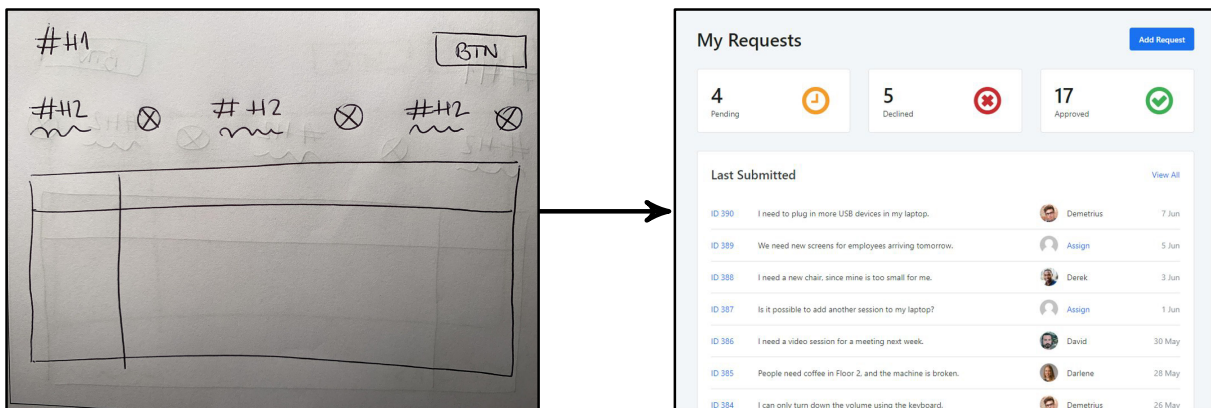 #H1
BTN
#H2 #H2 #H2
My Requests
Add Request
4
Pending
5
Declined
17
Approved
Last Submitted
View All
ID 390 I need to plug in more USB devices in my laptop. Demetrius 7 Jun
ID 389 We need new screens for employees arriving tomorrow. Assign 5 Jun
ID 388 I need a new chair, since mine is too small for me. Derek 3 Jun
ID 387 Is it possible to add another session to my laptop? Assign 1 Jun
ID 386 I need a video session for a meeting next week. David 30 May
ID 385 People need coffee in Floor 2, and the machine is broken. Darlene 28 May
ID 384 I can only turn down the volume using the keyboard. Demetrius 26 May